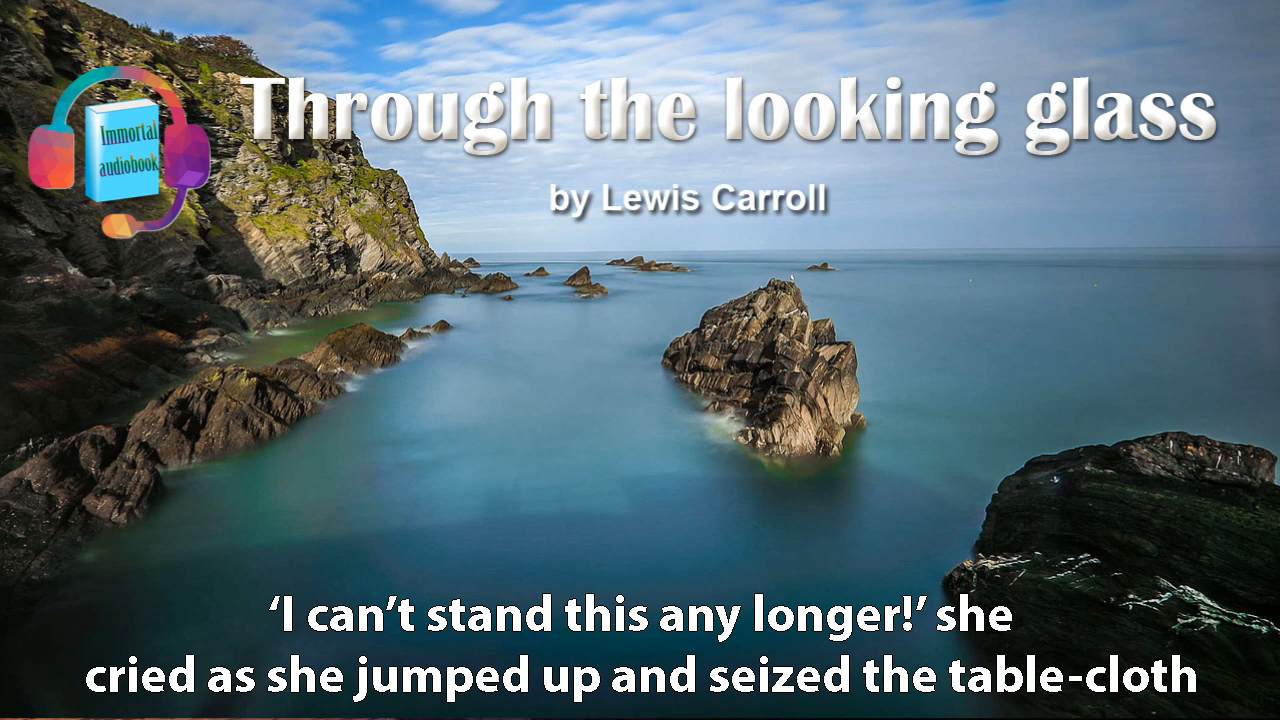 Immortal
audiobook
Through the looking glass
by Lewis Carroll
‘I can’t stand this any longer!’ she
cried as she jumped up and seized the table-cloth